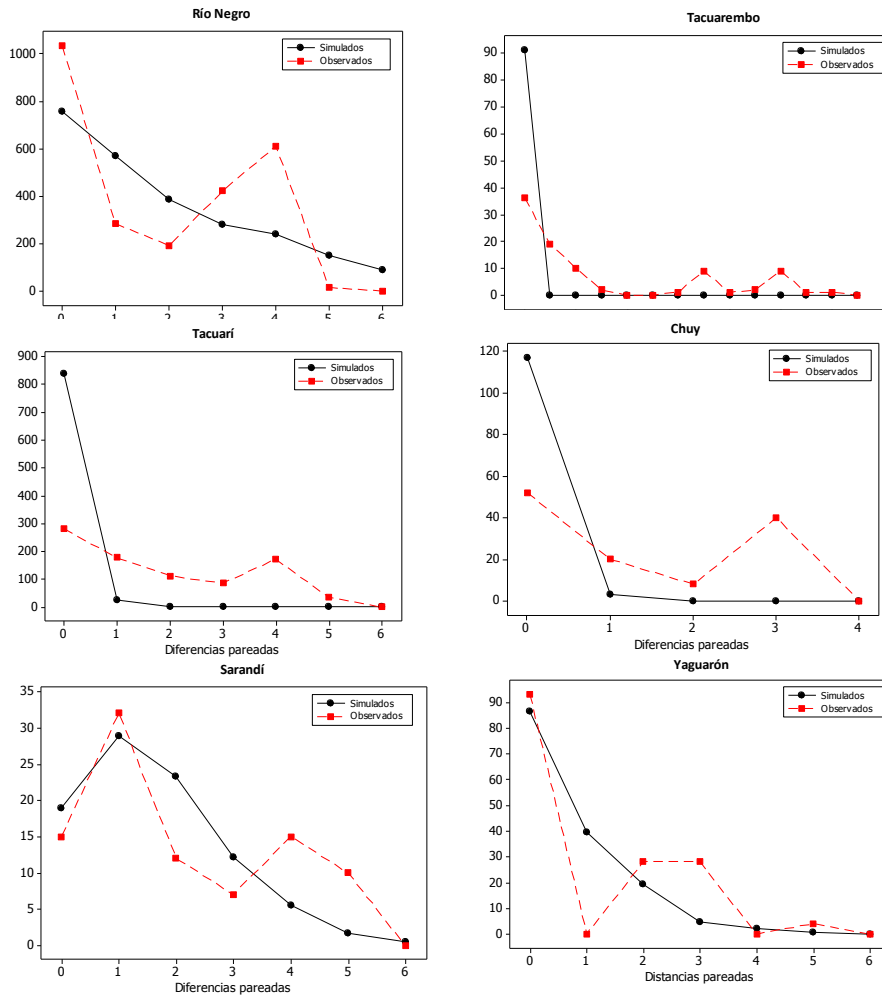 Río Negro
Simulados
Observados
1000
800
600
400
200
0
0 1 2 3 4 5 6
Tacuarembo
Simulados
Observados
90
80
70
60
50
40
30
20
10
0
Tacuarí
Simulados
Observados
900
800
700
600
500
400
300
200
100
0
0 1 2 3 4 5 6
Diferencias pareadas
Chuy
Simulados
Observados
120
100
80
60
40
20
0
0 1 2 3 4
Diferencias pareadas
Sarandí
Simulados
Observados
35
30
25
20
15
10
5
0
0 1 2 3 4 5 6
Diferencias pareadas
Yaguarón
Simulados
Observados
90
80
70
60
50
40
30
20
10
0
0 1 2 3 4 5 6
Distancias pareadas